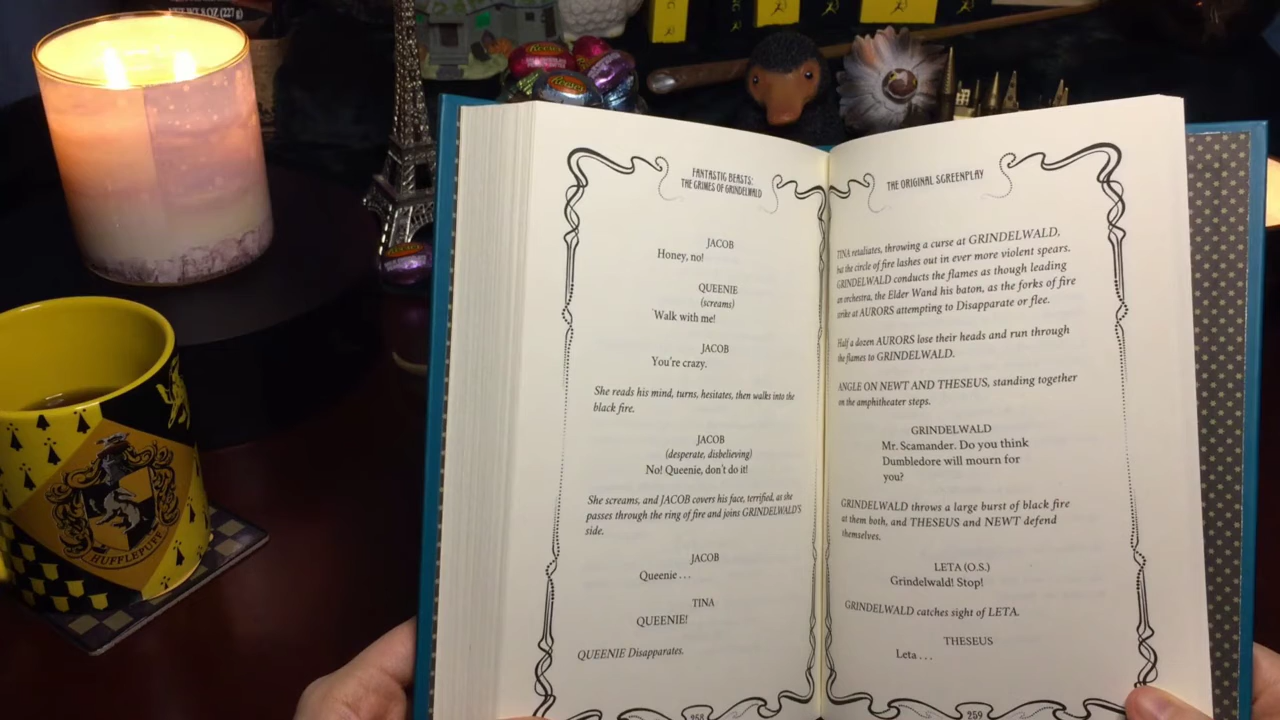 NET WT 8 OZ (227 g)
Reese's
Reese's
HUFFLEPUFF
FANTASTIC BEASTS:
THE CRIMES OF GRINDELWALD
JACOB
Honey, no!
QUEENIE
(screams)
Walk with me!
JACOB
You're crazy.
She reads his mind, turns, hesitates, then walks into the
black fire.
JACOB
(desperate, disbelieving)
No! Queenie, don't do it!
She screams, and JACOB covers his face, terrified, as she
passes through the ring of fire and joins GRINDELWALD'S
side.
JACOB
Queenie . . .
TINA
QUEENIE!
QUEENIE Disapparates.
258
THE ORIGINAL SCREENPLAY
TINA retaliates, throwing a curse at GRINDELWALD,
but the circle of fire lashes out in ever more violent spears.
GRINDELWALD conducts the flames as though leading
an orchestra, the Elder Wand his baton, as the forks of fire
strike at AURORS attempting to Disapparate or flee.
Half a dozen AURORS lose their heads and run through
the flames to GRINDELWALD.
ANGLE ON NEWT AND THESEUS, standing together
on the amphitheater steps.
GRINDELWALD
Mr. Scamander. Do you think
Dumbledore will mourn for
you?
GRINDELWALD throws a large burst of black fire
at them both, and THESEUS and NEWT defend
themselves.
LETA (O.S.)
Grindelwald! Stop!
GRINDELWALD catches sight of LETA.
THESEUS
Leta . . .
259